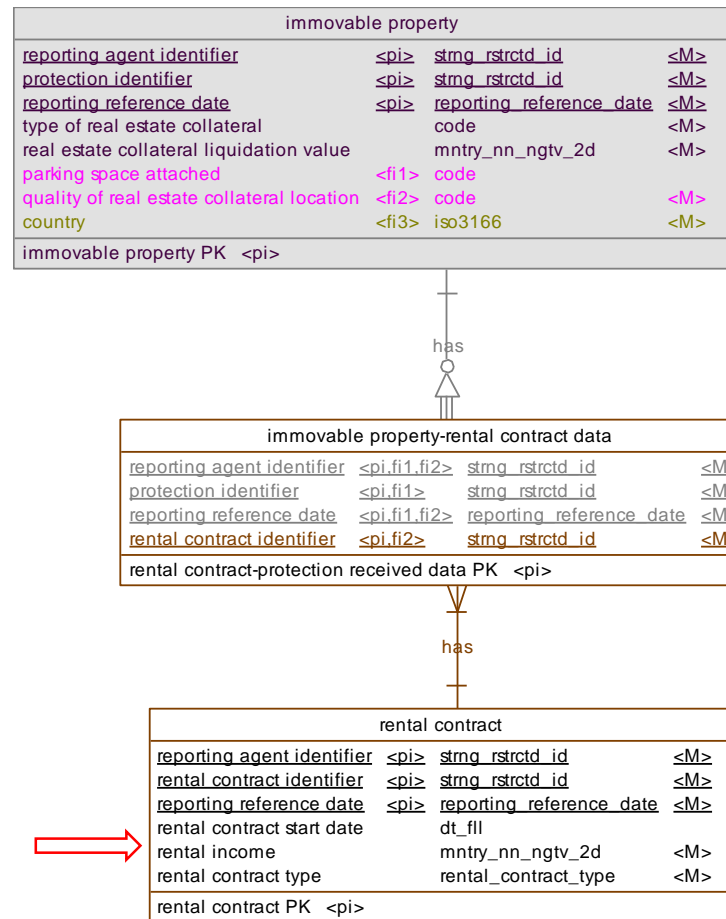 immovable property
reporting agent identifier <pi> strng_rstrctd_id <M>
protection identifier <pi> strng_rstrctd_id <M>
reporting reference date <pi> reporting_reference_date <M>
type of real estate collateral code <M>
real estate collateral liquidation value mntry_nn_ngtv_2d <M>
parking space attached <fi1> code
quality of real estate collateral location <fi2> code <M>
country <fi3> iso3166 <M>
immovable property PK <pi>
has
immovable property-rental contract data
reporting agent identifier <pi,fi1,fi2> strng_rstrctd_id <M
protection identifier <pi,fi1> strng_rstrctd_id <M
reporting reference date <pi,fi1,fi2> reporting_reference_date <M
rental contract identifier <pi,fi2> strng_rstrctd_id <M
rental contract-protection received data PK <pi>
has
rental contract
reporting agent identifier <pi> strng_rstrctd_id <M>
rental contract identifier <pi> strng_rstrctd_id <M>
reporting reference date <pi> reporting_reference_date <M>
rental contract start date dt_fll
rental income mntry_nn_ngtv_2d <M>
rental contract type rental_contract_type <M>
rental contract PK <pi>